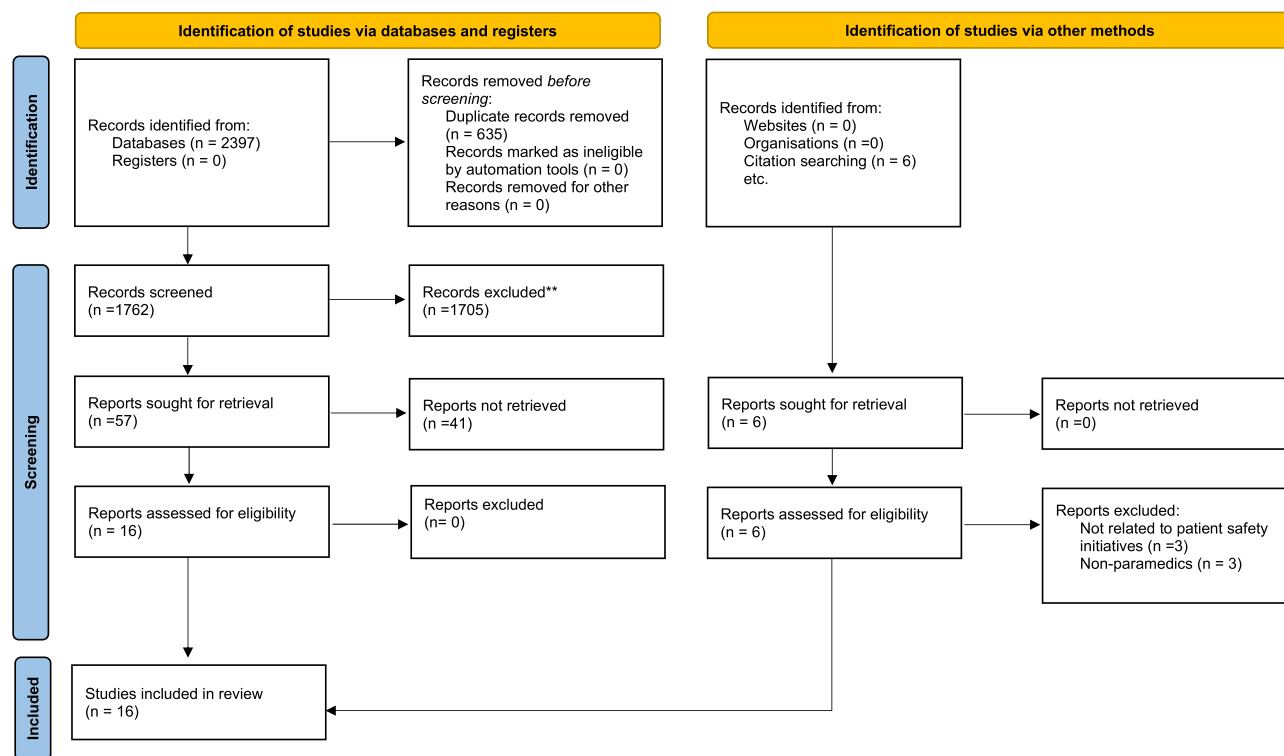 Identification of studies via databases and registers
Identification of studies via other methods
Identification
Records identified from:
Databases (n = 2397)
Registers (n = 0)
Records removed before
screening:
Duplicate records removed
(n = 635)
Records marked as ineligible
by automation tools (n = 0)
Records removed for other
reasons (n = 0)
Records identified from:
Websites (n = 0)
Organisations (n =0)
Citation searching (n = 6)
etc.
Screening
Records screened
(n =1762)
Records excluded**
(n =1705)
Reports sought for retrieval
(n =57)
Reports not retrieved
(n =41)
Reports sought for retrieval
(n = 6)
Reports not retrieved
(n =0)
Reports assessed for eligibility
(n = 16)
Reports excluded
(n= 0)
Reports assessed for eligibility
(n = 6)
Reports excluded:
Not related to patient safety
initiatives (n =3)
Non-paramedics (n = 3)
Included
Studies included in review
(n = 16)